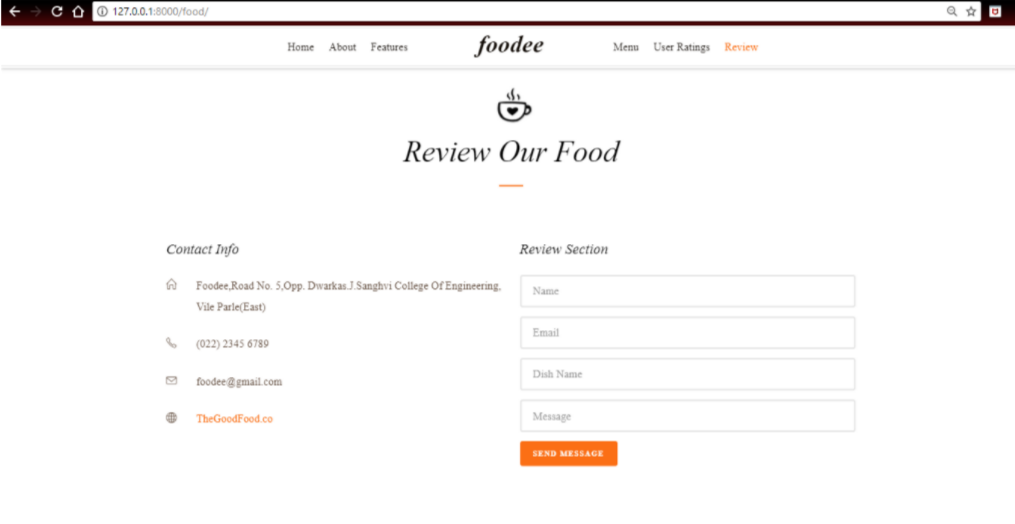 127.0.0.1:8000/food/
Home About Features foodee Menu User Ratings Review
Review Our Food
Contact Info
Foodee,Road No. 5,Opp. Dwarkas.J.Sanghvi College Of Engineering,
Vile Parle(East)
(022) 2345 6789
foodee@gmail.com
TheGoodFood.co
Review Section
Name
Email
Dish Name
Message
SEND MESSAGE